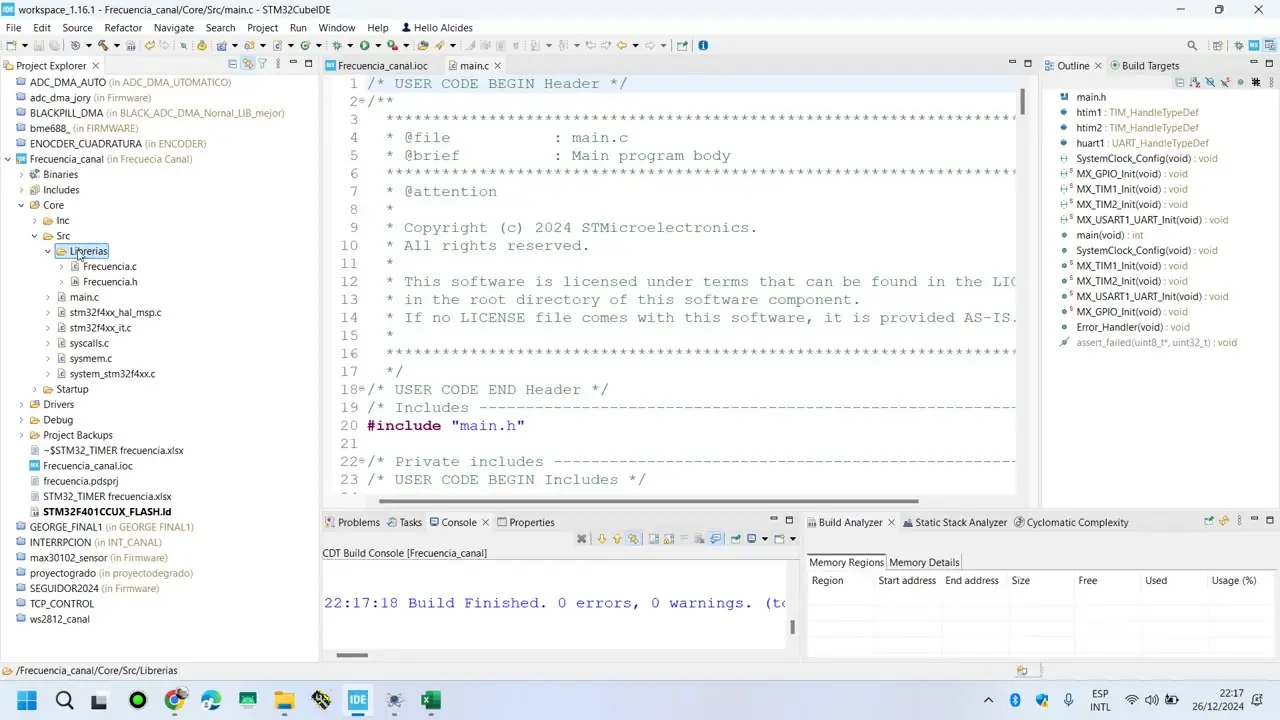 workspace_1.16.1 - Frecuencia_canal/Core/Src/main.c - STM32CubeIDE
File Edit Source Refactor Navigate Search Project Run Window Help Hello Alcides
Project Explorer
ADC_DMA_AUTO (in ADC_DMA_UTOMATICO)
adc_dma_jory (in Firmware)
BLACKPILL_DMA (in BLACK_ADC_DMA_Nornal_LIB_mejor)
bme688_ (in FIRMWARE)
ENOCDER_CUADRATURA (in ENCODER)
Frecuencia_canal (in Frecuecia Canal)
Binaries
Includes
Core
Inc
Src
Librerias
Frecuencia.c
Frecuencia.h
main.c
stm32f4xx_hal_msp.c
stm32f4xx_it.c
syscalls.c
sysmem.c
system_stm32f4xx.c
Startup
Drivers
Debug
Project Backups
~$STM32_TIMER frecuencia.xlsx
Frecuencia_canal.ioc
frecuencia.pdsprj
STM32_TIMER frecuencia.xlsx
STM32F401CCUX_FLASH.ld
GEORGE_FINAL1 (in GEORGE FINAL1)
INTERRPCION (in INT_CANAL)
max30102_sensor (in Firmware)
proyectogrado (in proyectodegrado)
SEGUIDOR2024 (in Firmware)
TCP_CONTROL
ws2812_canal
Frecuencia_canal.ioc main.c
1 /* USER CODE BEGIN Header */
2 /**
3 ******************************************************************************
4 * @file : main.c
5 * @brief : Main program body
6 ******************************************************************************
7 * @attention
8 *
9 * Copyright (c) 2024 STMicroelectronics.
10 * All rights reserved.
11 *
12 * This software is licensed under terms that can be found in the LIC
13 * in the root directory of this software component.
14 * If no LICENSE file comes with this software, it is provided AS-IS.
15 *
16 ******************************************************************************
17 */
18 /* USER CODE END Header */
19 /* Includes ------------------------------------------------------------------
20 #include "main.h"
21
22 /* Private includes ----------------------------------------------------------
23 /* USER CODE BEGIN Includes */
Outline Build Targets
main.h
htim1 : TIM_HandleTypeDef
htim2 : TIM_HandleTypeDef
huart1 : UART_HandleTypeDef
SystemClock_Config(void) : void
MX_GPIO_Init(void) : void
MX_TIM1_Init(void) : void
MX_TIM2_Init(void) : void
MX_USART1_UART_Init(void) : void
main(void) : int
SystemClock_Config(void) : void
MX_TIM1_Init(void) : void
MX_TIM2_Init(void) : void
MX_USART1_UART_Init(void) : void
MX_GPIO_Init(void) : void
Error_Handler(void) : void
assert_failed(uint8_t*, uint32_t) : void
Problems Tasks Console Properties
CDT Build Console [Frecuencia_canal]
22:17:18 Build Finished. 0 errors, 0 warnings. (to
Build Analyzer Static Stack Analyzer Cyclomatic Complexity
Memory Regions Memory Details
Region Start address End address Size Free Used Usage (%)
/Frecuencia_canal/Core/Src/Librerias
IDE
ESP
INTL
22:17
26/12/2024